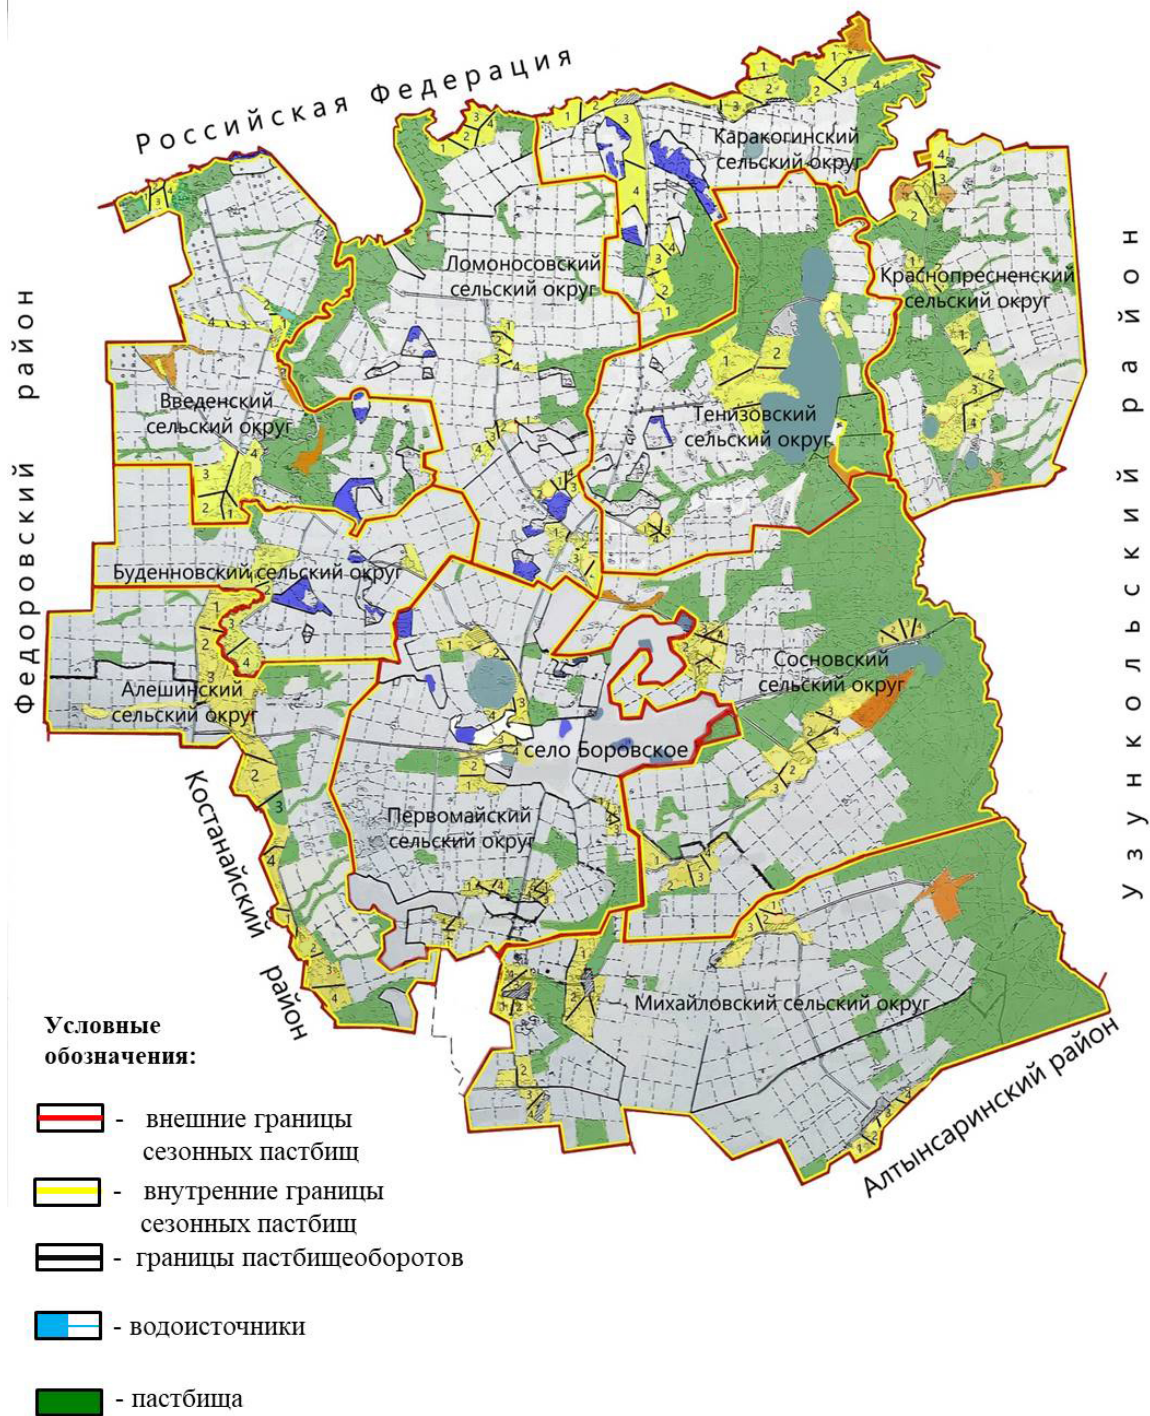 Российская Федерация
Каракогинский
сельский округ
Ломоносовский
сельский округ
Краснопресненский
сельский округ
Федоровский район
Узункольский район
Введенский
сельский округ
Тенизовский
сельский округ
Буденновский сельский округ
Алешинский
сельский округ
Сосновский
сельский округ
село Боровское
Костанайский район
Первомайский
сельский округ
Михайловский сельский округ
Алтынсаринский район
Условные
обозначения:
- внешние границы
сезонных пастбищ
- внутренние границы
сезонных пастбищ
- границы пастбищеоборотов
- водоисточники
- пастбища